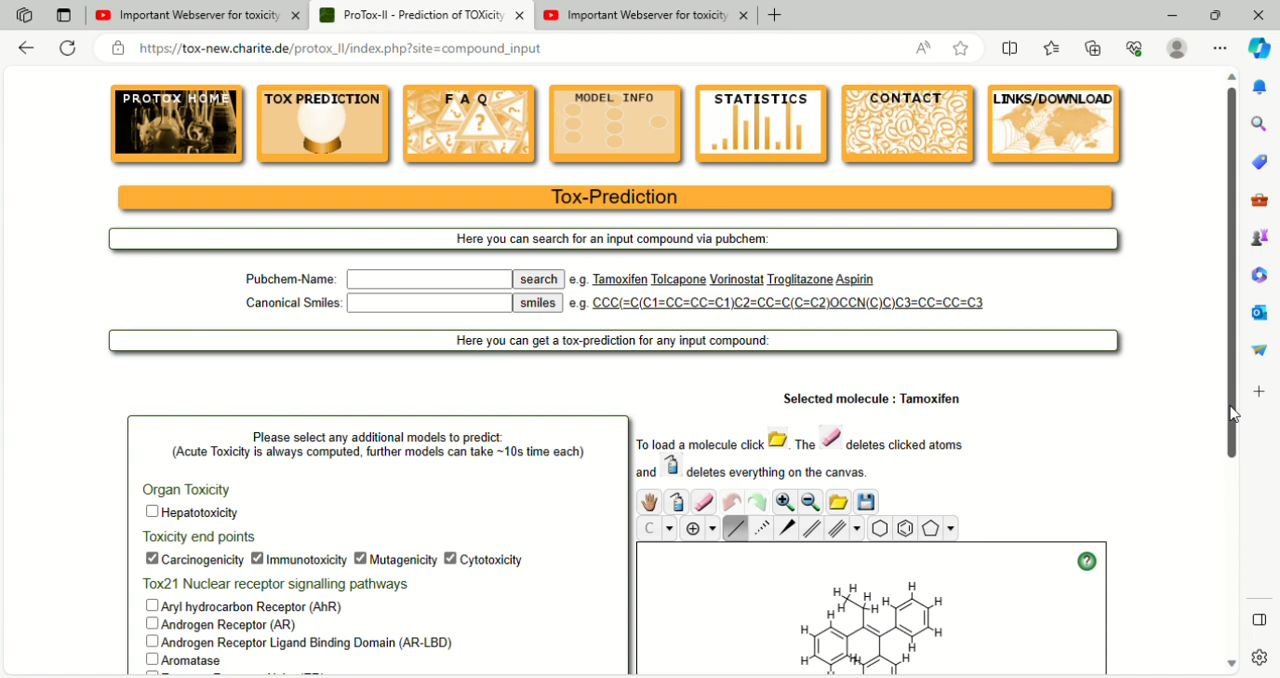 Important Webserver for toxicity
ProTox-II - Prediction of TOXicity
Important Webserver for toxicity
https://tox-new.charite.de/protox_II/index.php?site=compound_input
PROTOX HOME
TOX PREDICTION
F A Q
MODEL INFO
STATISTICS
CONTACT
LINKS/DOWNLOAD
Tox-Prediction
Here you can search for an input compound via pubchem:
Pubchem-Name: search e.g. Tamoxifen Tolcapone Vorinostat Troglitazone Aspirin
Canonical Smiles: smiles e.g. CCC(=C(C1=CC=CC=C1)C2=CC=C(C=C2)OCCN(C)C)C3=CC=CC=C3
Here you can get a tox-prediction for any input compound:
Selected molecule : Tamoxifen
Please select any additional models to predict:
(Acute Toxicity is always computed, further models can take ~10s time each)
Organ Toxicity
Hepatotoxicity
Toxicity end points
Carcinogenicity Immunotoxicity Mutagenicity Cytotoxicity
Tox21 Nuclear receptor signalling pathways
Aryl hydrocarbon Receptor (AhR)
Androgen Receptor (AR)
Androgen Receptor Ligand Binding Domain (AR-LBD)
Aromatase
To load a molecule click . The deletes clicked atoms
and deletes everything on the canvas.
C